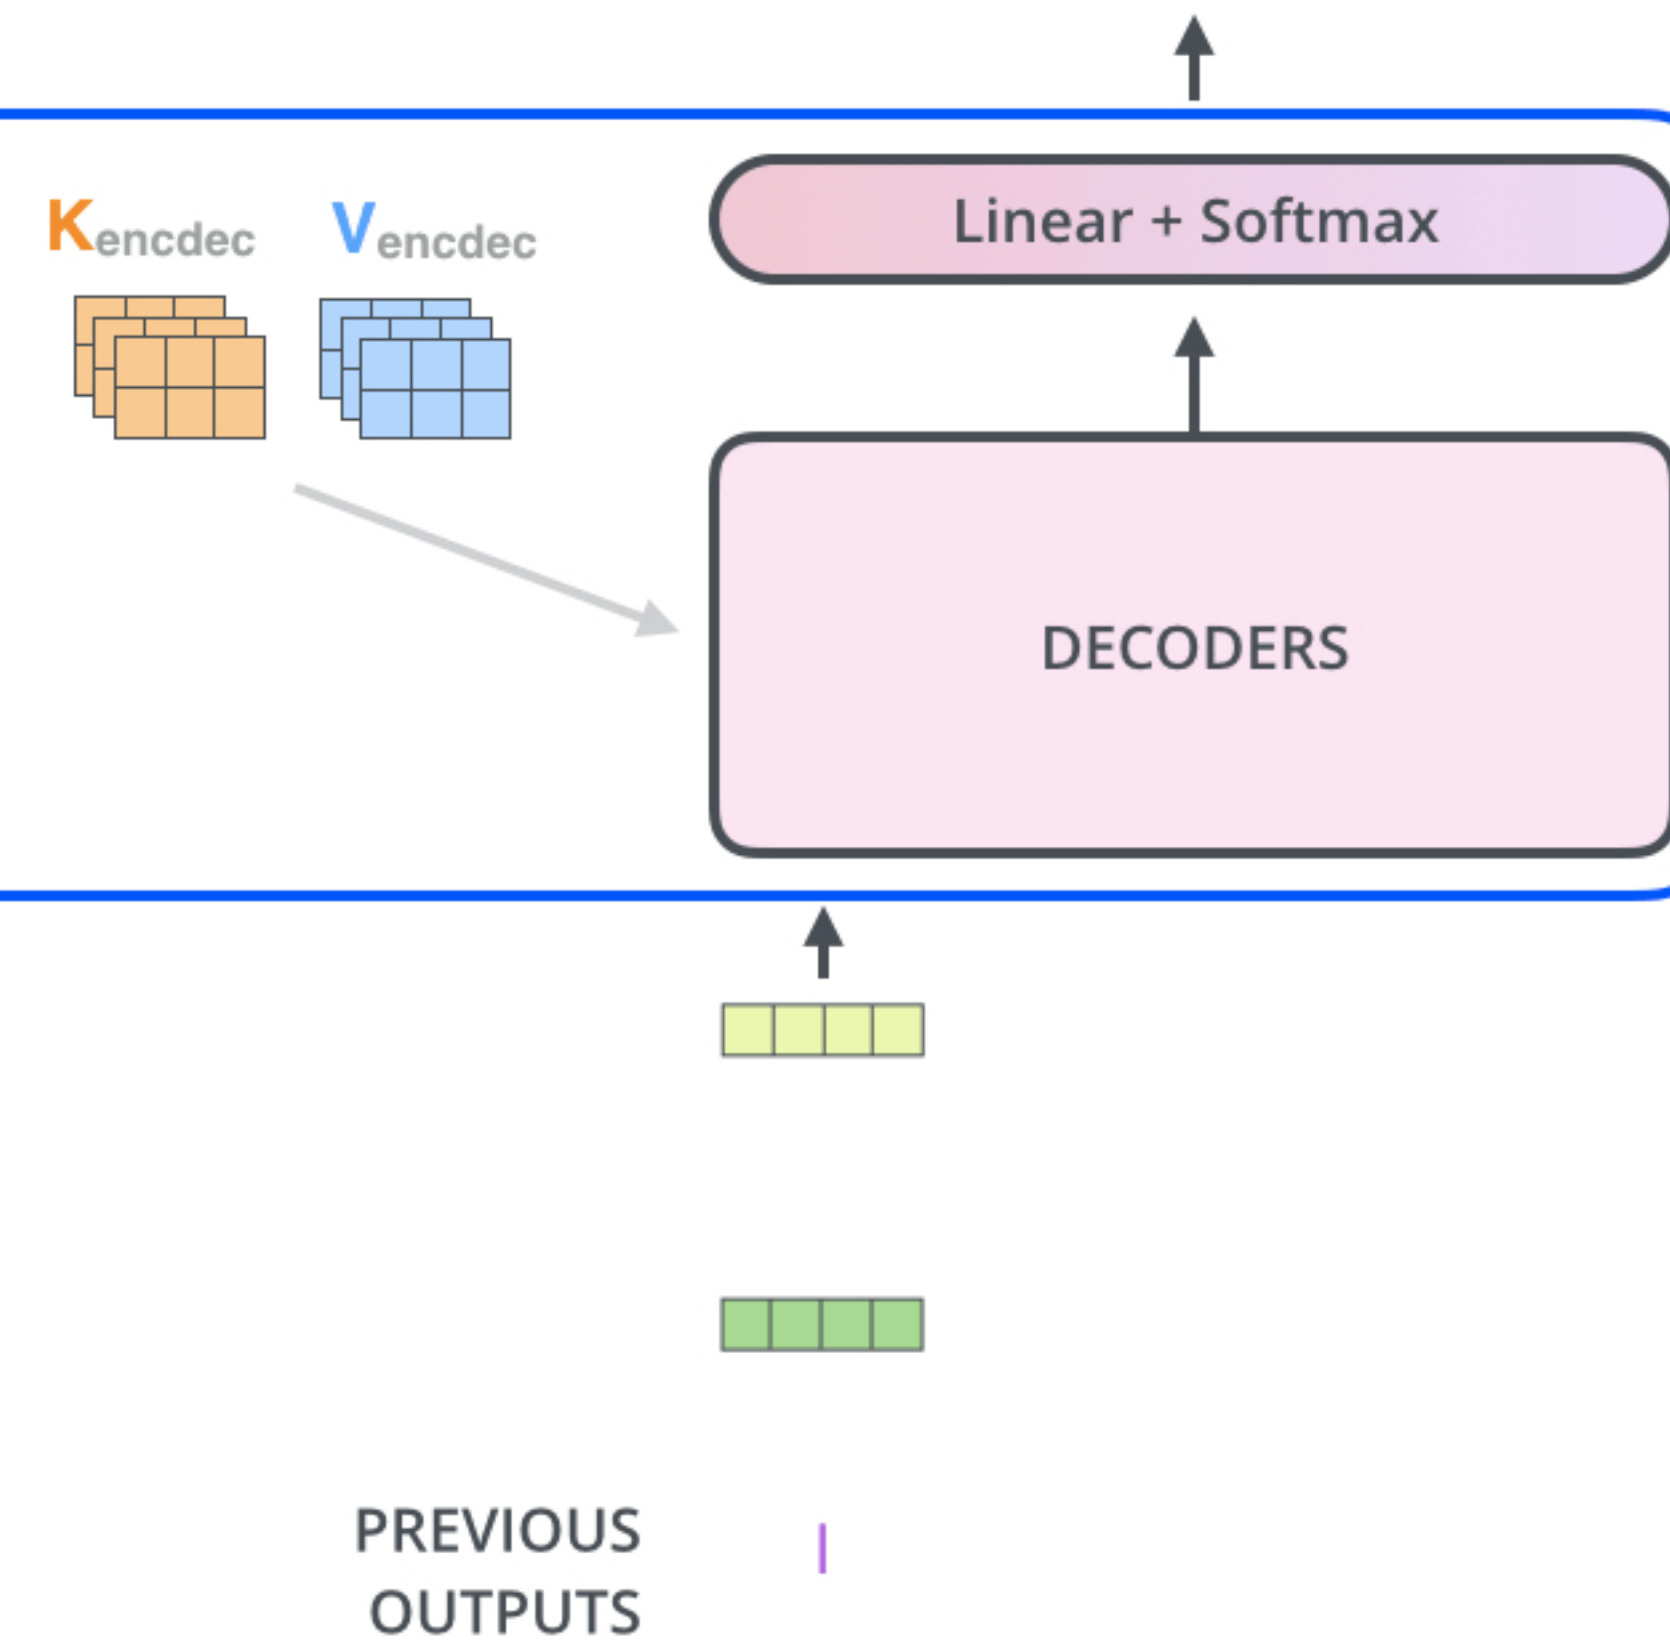 Kencdec Vencdec
Linear + Softmax
DECODERS
PREVIOUS
OUTPUTS
I